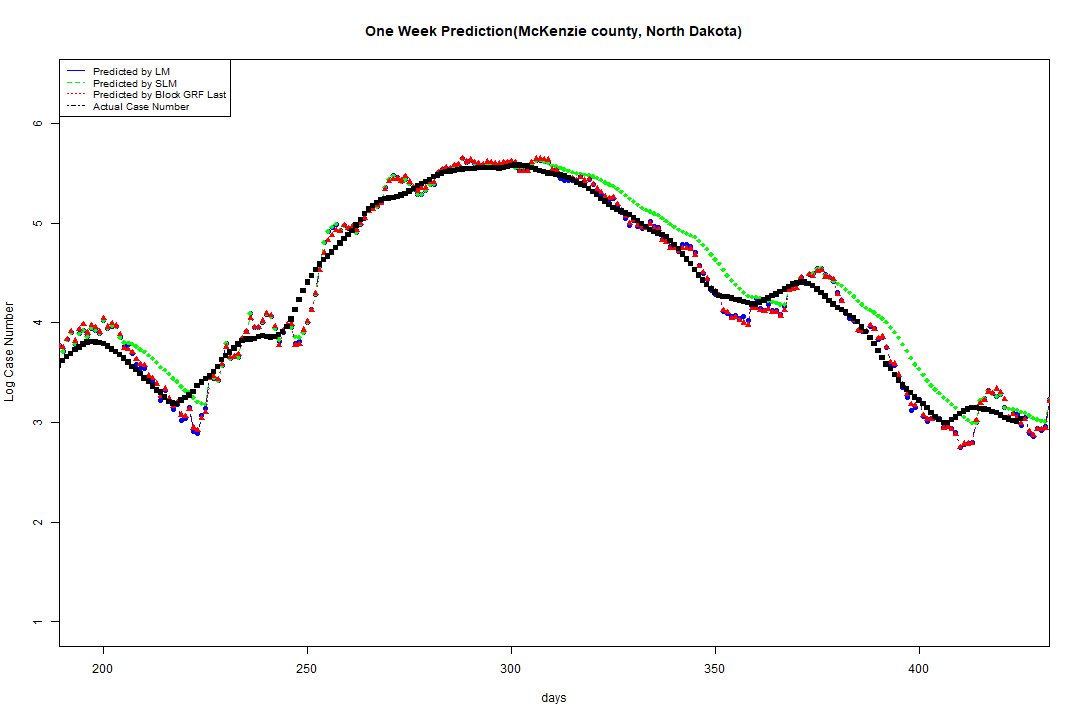 One Week Prediction(McKenzie county, North Dakota)
Predicted by LM
Predicted by SLM
Predicted by Block GRF Last
Actual Case Number
Log Case Number
6
5
4
3
2
1
200 250 300 350 400
days